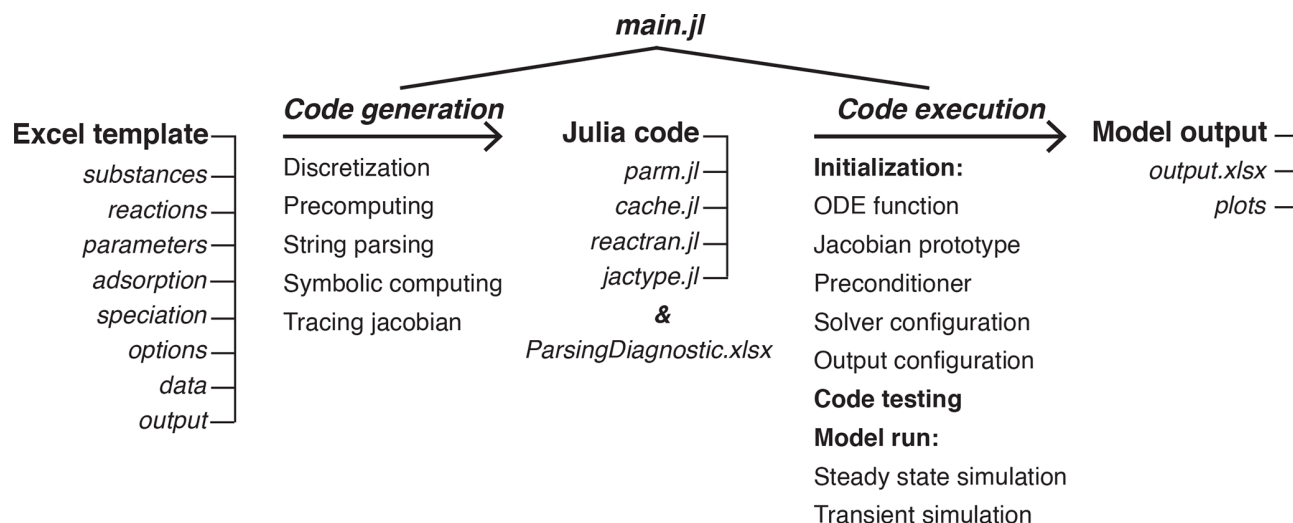 main.jl
Code generation
Code execution
Excel template
substances
reactions
parameters
adsorption
speciation
options
data
output
Discretization
Precomputing
String parsing
Symbolic computing
Tracing jacobian
Julia code
parm.jl
cache.jl
reactran.jl
jactype.jl
&
ParsingDiagnostic.xlsx
Initialization:
ODE function
Jacobian prototype
Preconditioner
Solver configuration
Output configuration
Code testing
Model run:
Steady state simulation
Transient simulation
Model output
output.xlsx
plots